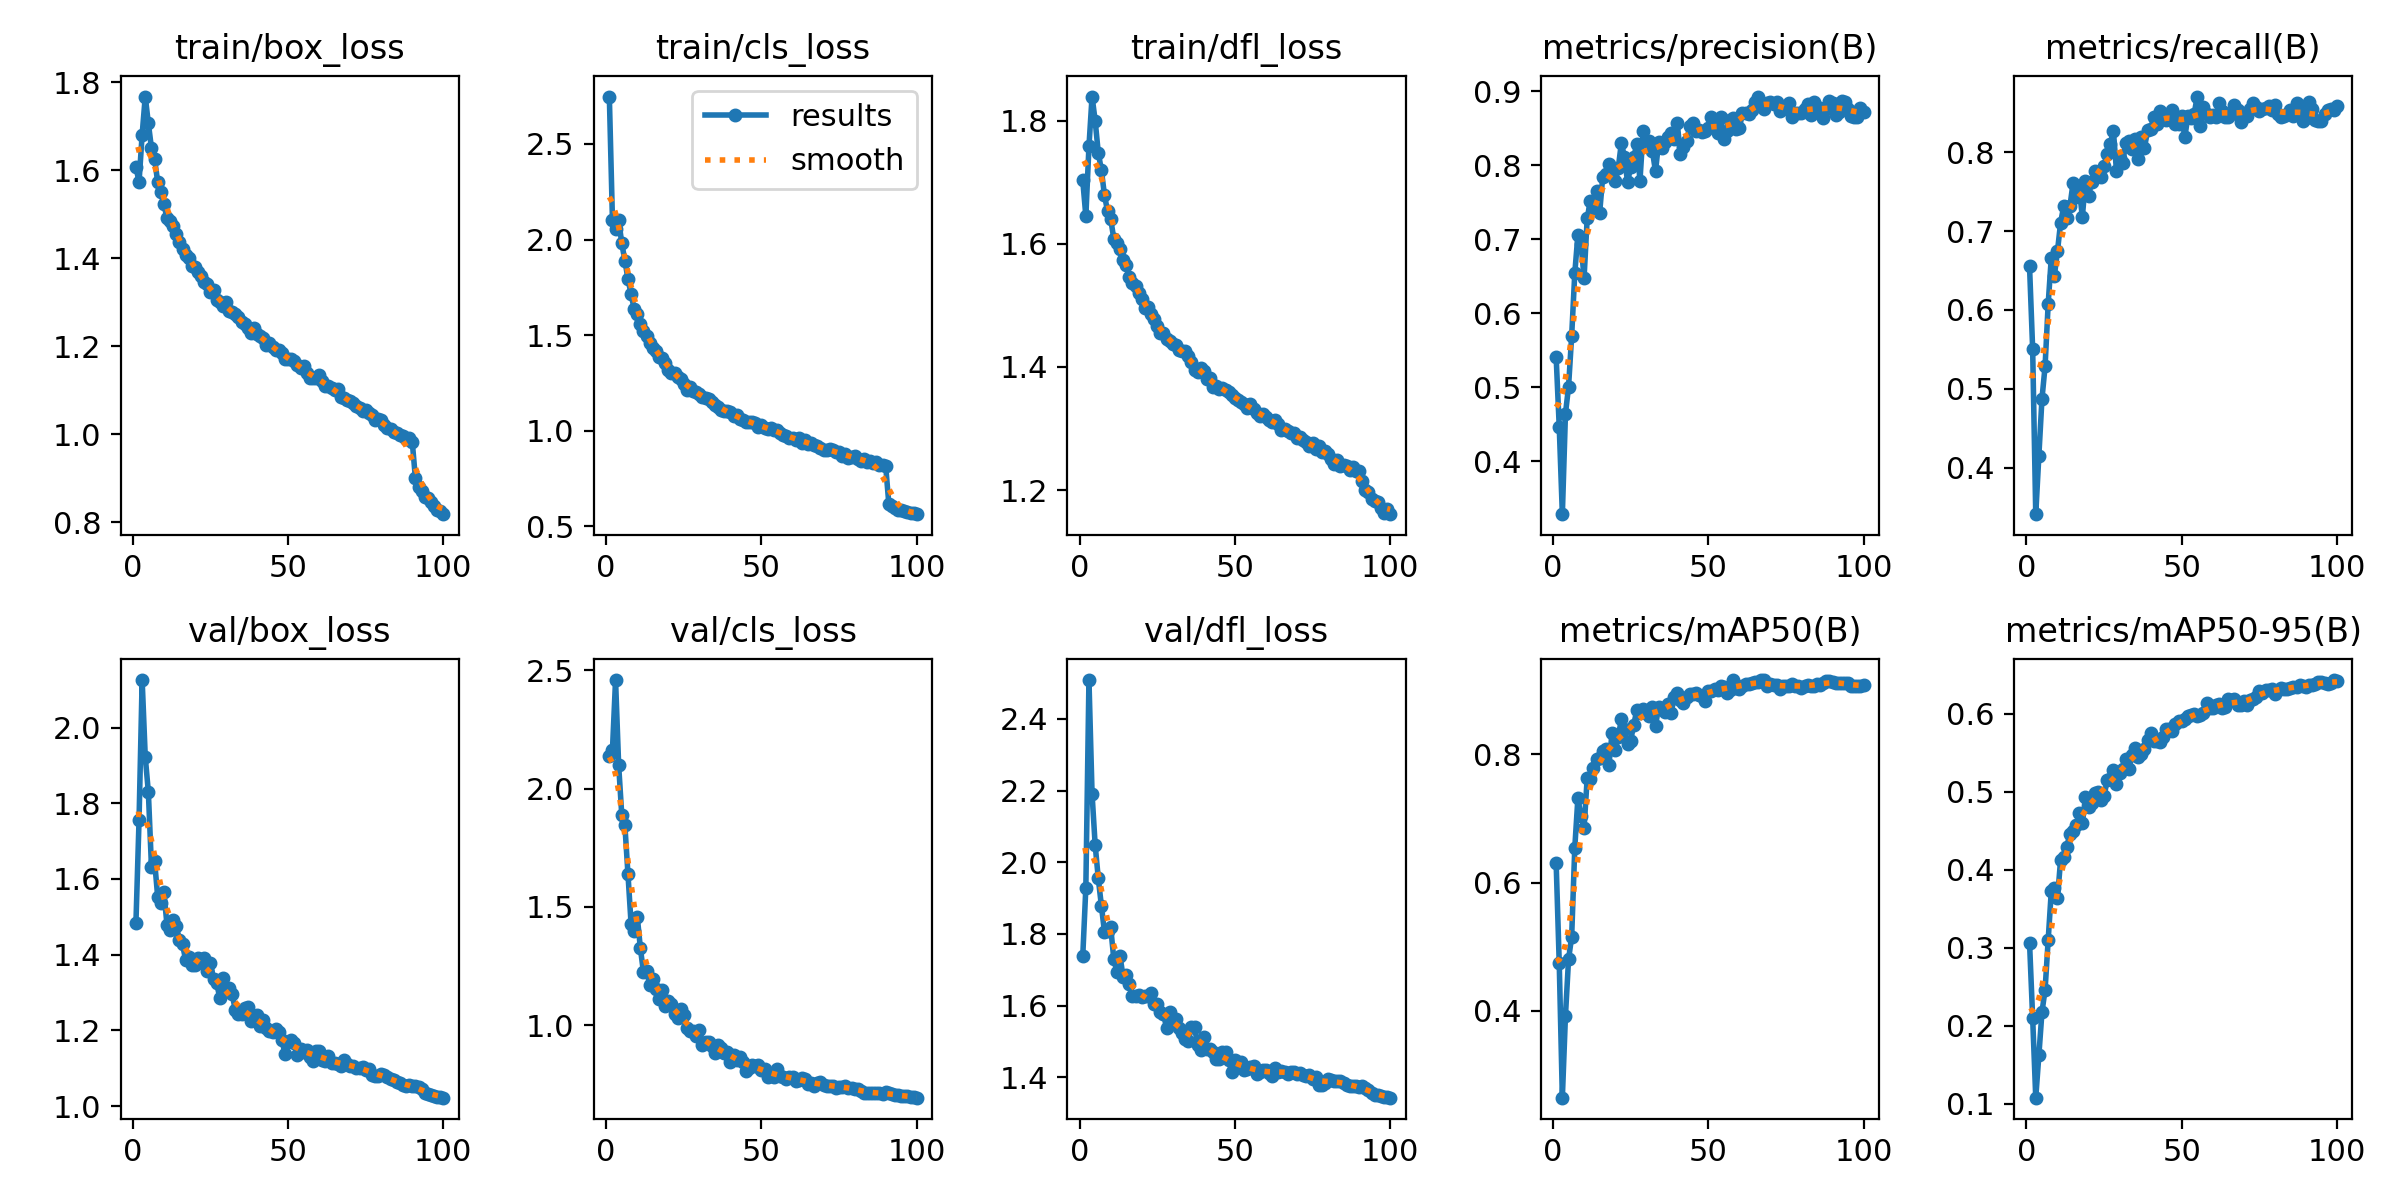 train/box_loss
1.8
1.6
1.4
1.2
1.0
0.8
0 50 100
train/cls_loss
results
smooth
2.5
2.0
1.5
1.0
0.5
0 50 100
train/dfl_loss
1.8
1.6
1.4
1.2
0 50 100
metrics/precision(B)
0.9
0.8
0.7
0.6
0.5
0.4
0 50 100
metrics/recall(B)
0.8
0.7
0.6
0.5
0.4
0 50 100
val/box_loss
2.0
1.8
1.6
1.4
1.2
1.0
0 50 100
val/cls_loss
2.5
2.0
1.5
1.0
0 50 100
val/dfl_loss
2.4
2.2
2.0
1.8
1.6
1.4
0 50 100
metrics/mAP50(B)
0.8
0.6
0.4
0 50 100
metrics/mAP50-95(B)
0.6
0.5
0.4
0.3
0.2
0.1
0 50 100